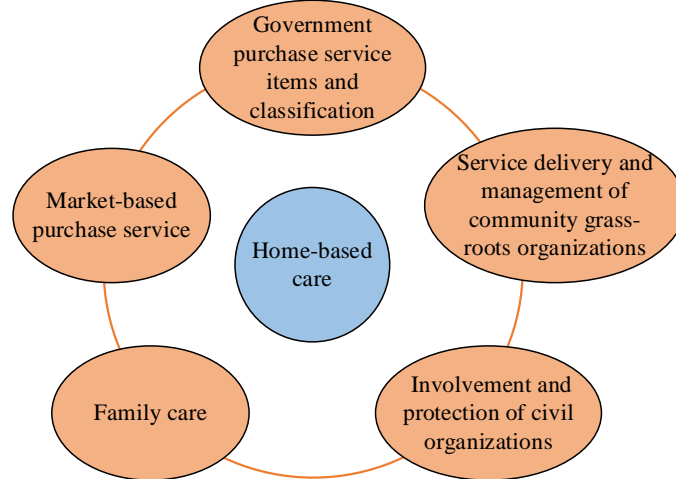 Government
purchase service
items and
classification
Service delivery and
management of
community grass-
roots organizations
Market-based
purchase service
Home-based
care
Involvement and
protection of civil
organizations
Family care